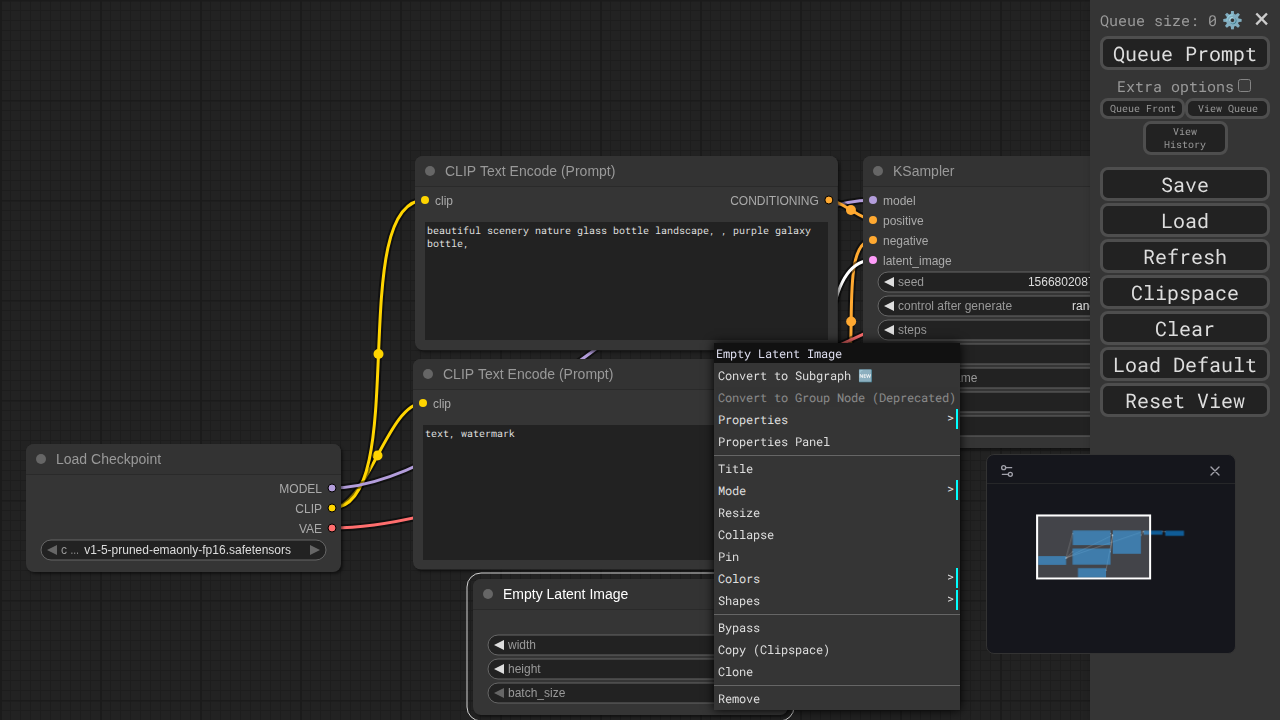 Queue size: 0
Queue Prompt
Extra options
Queue Front
View Queue
View
History
Save
Load
Refresh
Clipspace
Clear
Load Default
Reset View
CLIP Text Encode (Prompt)
clip
CONDITIONING
beautiful scenery nature glass bottle landscape, , purple galaxy
bottle,
KSampler
model
positive
negative
latent_image
seed
1566802087
control after generate
ran
steps
CLIP Text Encode (Prompt)
clip
text, watermark
Load Checkpoint
MODEL
CLIP
VAE
c ... v1-5-pruned-emaonly-fp16.safetensors
Empty Latent Image
width
height
batch_size
Empty Latent Image
Convert to Subgraph 🆕
Convert to Group Node (Deprecated)
Properties >
Properties Panel
Title
Mode >
Resize
Collapse
Pin
Colors >
Shapes >
Bypass
Copy (Clipspace)
Clone
Remove